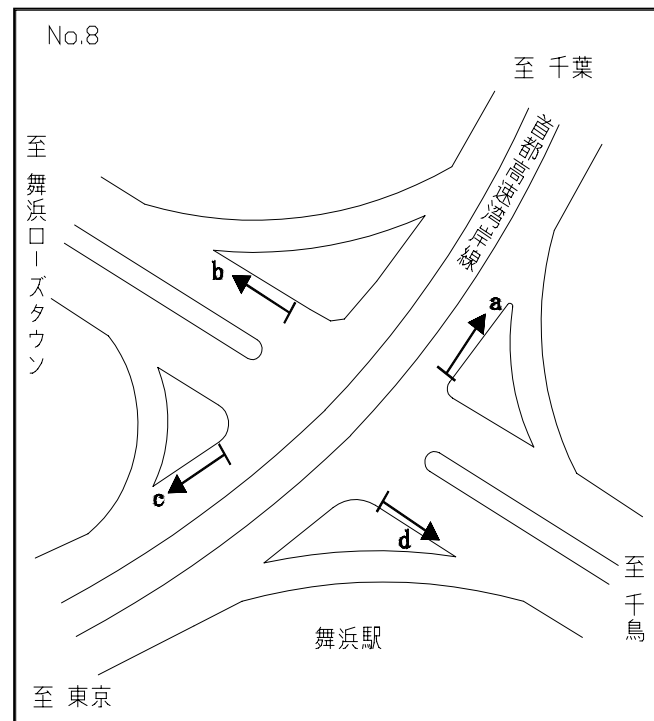 No.8
至 千葉
首都高速湾岸線
至 舞浜ローズタウン
b
a
c
d
至 千鳥
舞浜駅
至 東京